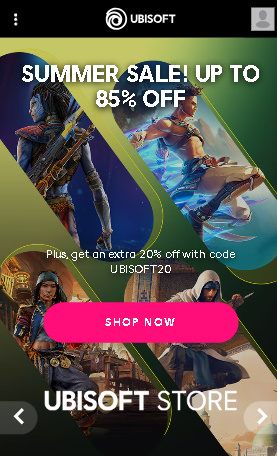 UBISOFT
SUMMER SALE! UP TO
85% OFF
Plus, get an extra 20% off with code
UBISOFT20
SHOP NOW
UBISOFT STORE